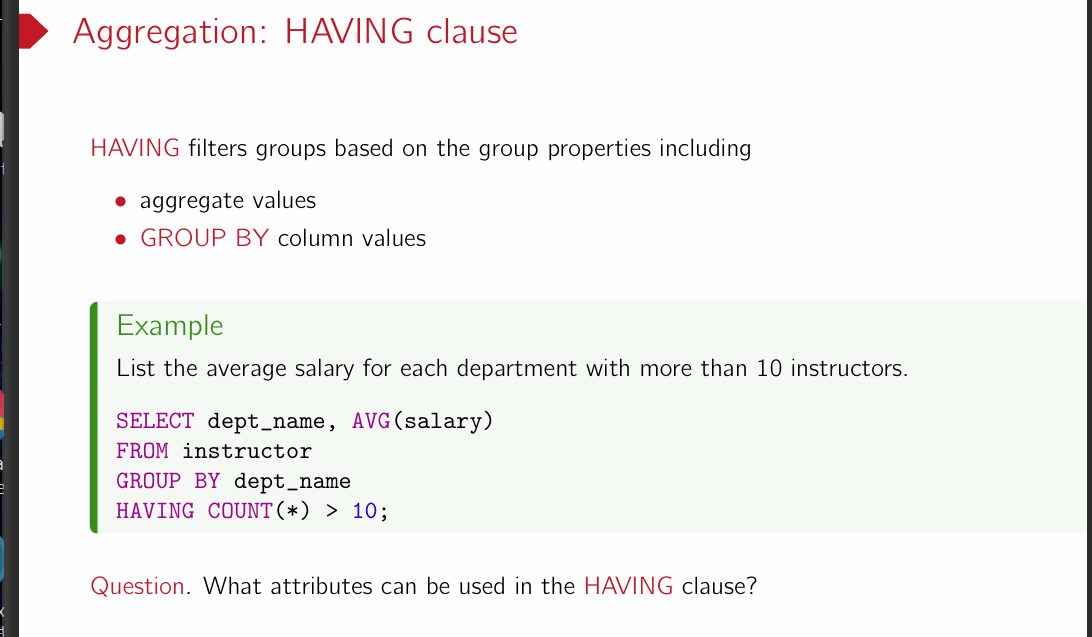 Aggregation: HAVING clause
HAVING filters groups based on the group properties including
• aggregate values
• GROUP BY column values
Example
List the average salary for each department with more than 10 instructors.
SELECT dept_name, AVG(salary)
FROM instructor
GROUP BY dept_name
HAVING COUNT(*) > 10;
Question. What attributes can be used in the HAVING clause?